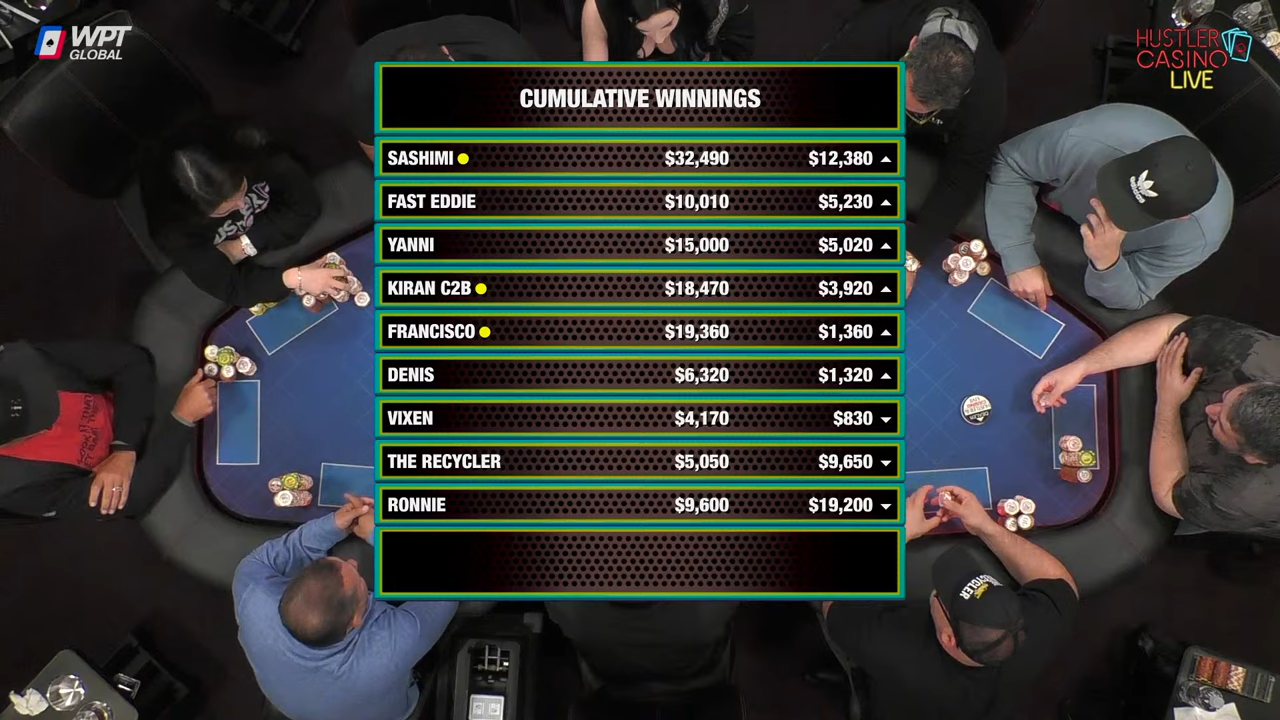 WPT
GLOBAL
HUSTLER
CASINO
LIVE
CUMULATIVE WINNINGS
SASHIMI $32,490 $12,380
FAST EDDIE $10,010 $5,230
YANNI $15,000 $5,020
KIRAN C2B $18,470 $3,920
FRANCISCO $19,360 $1,360
DENIS $6,320 $1,320
VIXEN $4,170 $830
THE RECYCLER $5,050 $9,650
RONNIE $9,600 $19,200